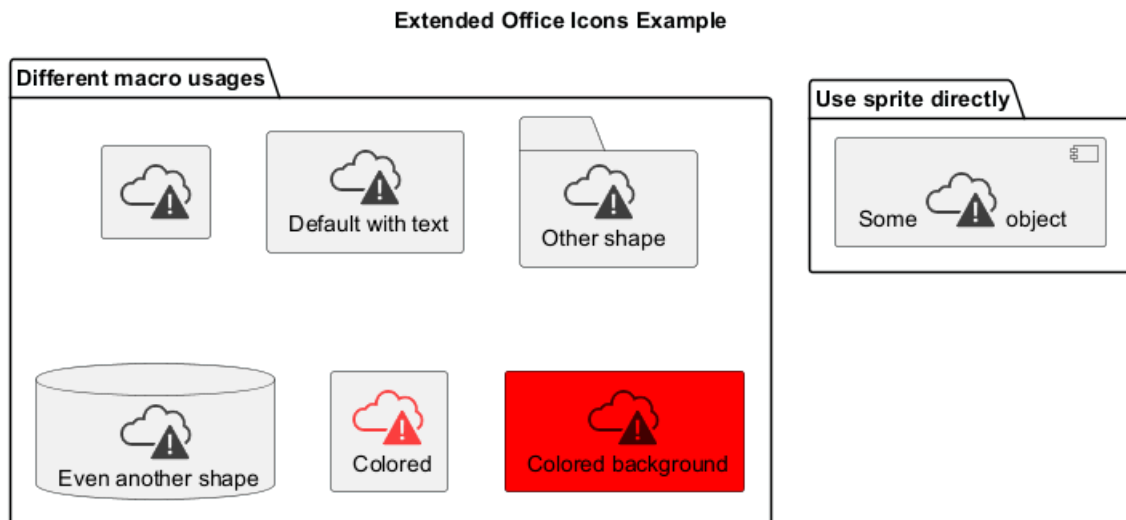 Extended Office Icons Example
Different macro usages
Use sprite directly
Default with text
Other shape
Some object
Even another shape
Colored
Colored background